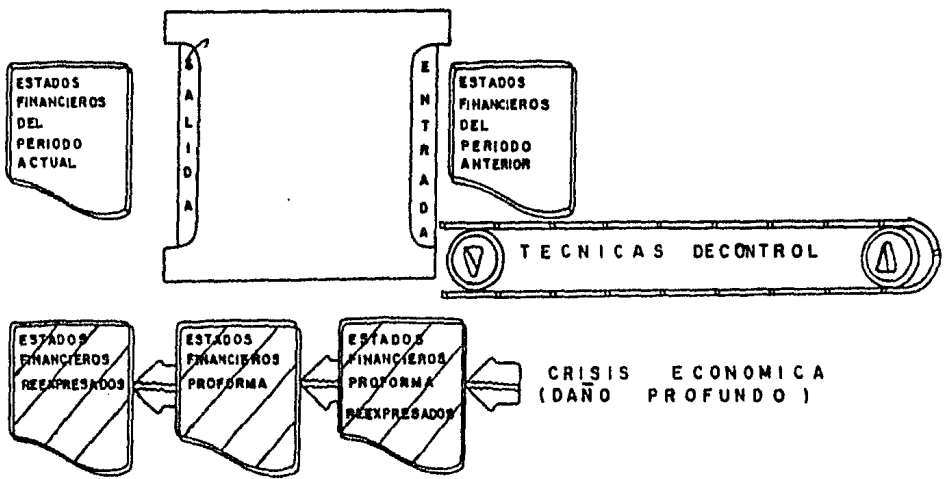 ESTADOS
FINANCIEROS
DEL
PERIODO
ACTUAL
SALIDA
ENTRADA
ESTADOS
FINANCIEROS
DEL
PERIODO
ANTERIOR
TECNICAS DECONTROL
ESTADOS
FINANCIEROS
REEXPRESADOS
ESTADOS
FINANCIEROS
PROFORMA
ESTADOS
FINANCIEROS
PROFORMA
REEXPRESADOS
CRISIS ECONOMICA
(DAÑO PROFUNDO)